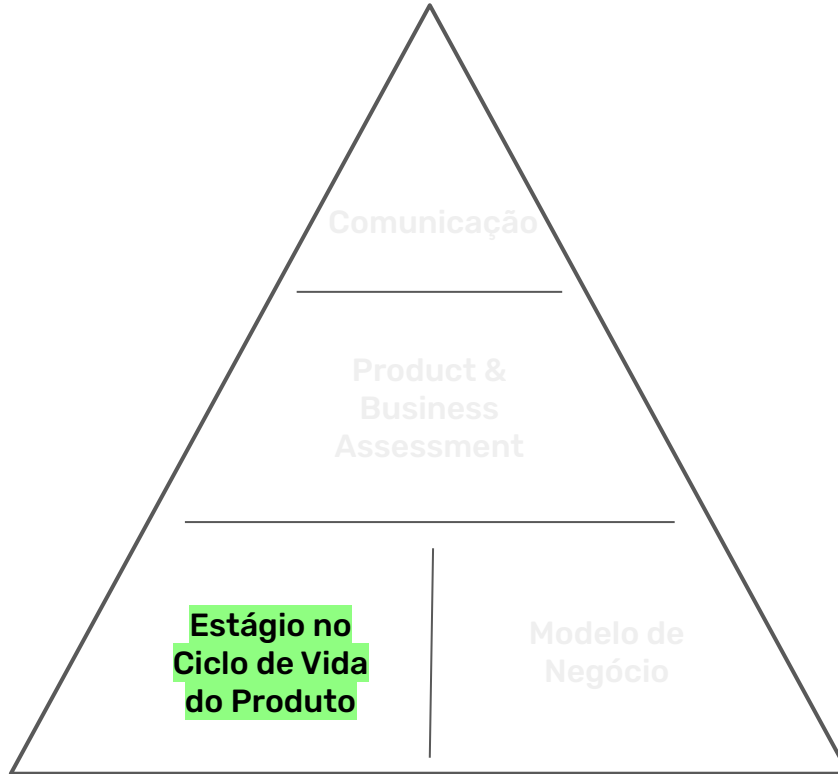 Comunicação
Product &
Business
Assessment
Estágio no
Ciclo de Vida
do Produto
Modelo de
Negócio